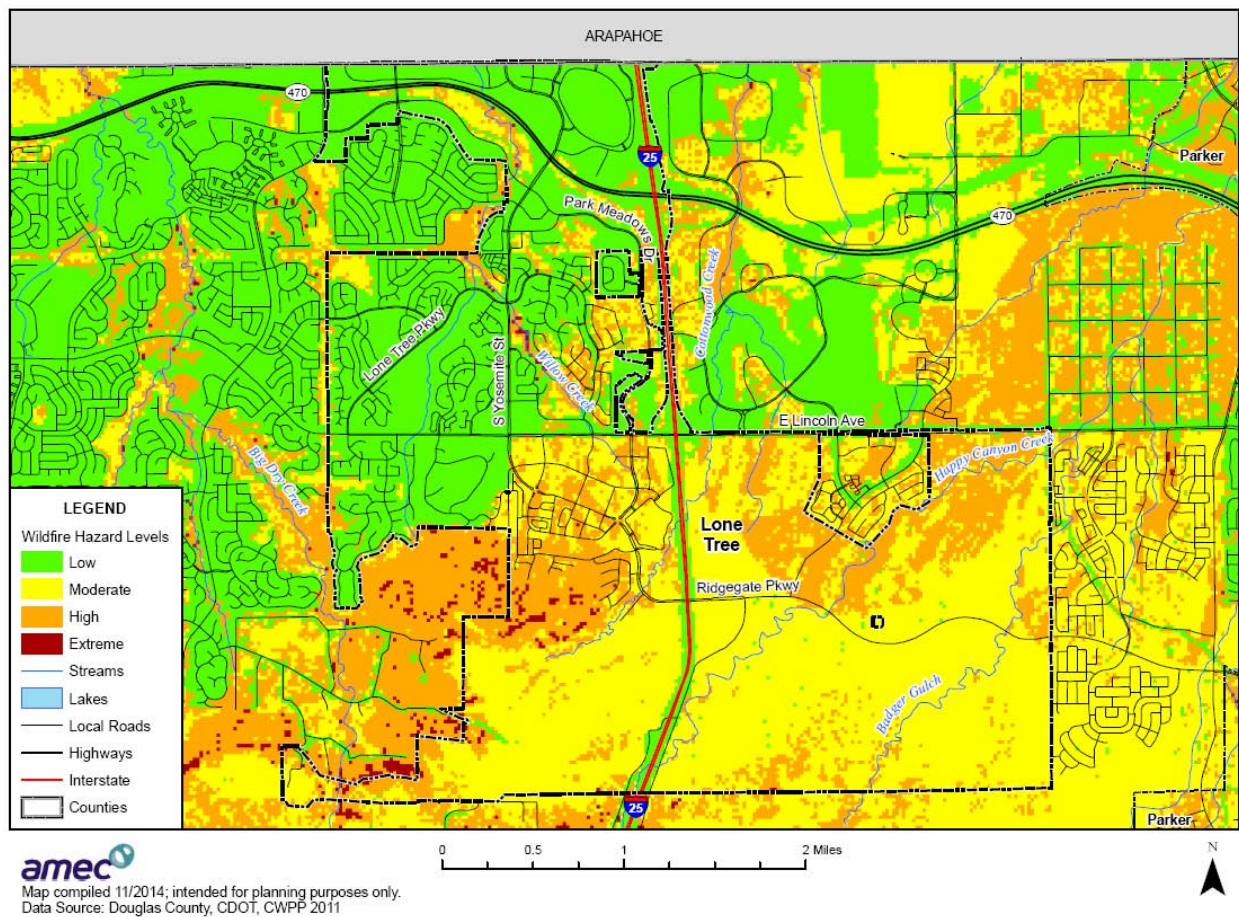 ARAPAHOE
470
25
Parker
Park Meadows Dr
470
Cottonwood Creek
Lone Tree Pkwy
S Yosemite St
Willow Creek
E Lincoln Ave
Big Dry Creek
Happy Canyon Creek
Lone
Tree
Ridgegate Pkwy
Badger Gulch
25
Parker
LEGEND
Wildfire Hazard Levels
Low
Moderate
High
Extreme
Streams
Lakes
Local Roads
Highways
Interstate
Counties
amec
0 0.5 1 2 Miles
N
Map compiled 11/2014; intended for planning purposes only.
Data Source: Douglas County, CDOT, CWPP 2011